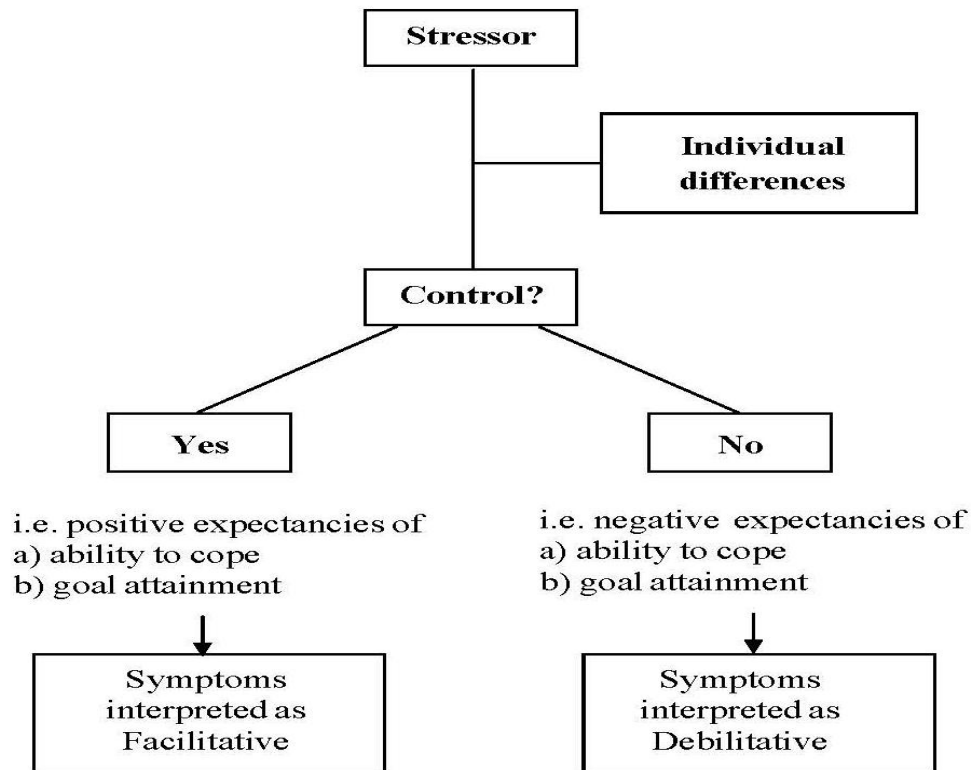 Stressor
Individual
differences
Control?
Yes
No
i.e. positive expectancies of
a) ability to cope
b) goal attainment
i.e. negative expectancies of
a) ability to cope
b) goal attainment
Symptoms
interpreted as
Facilitative
Symptoms
interpreted as
Debilitative